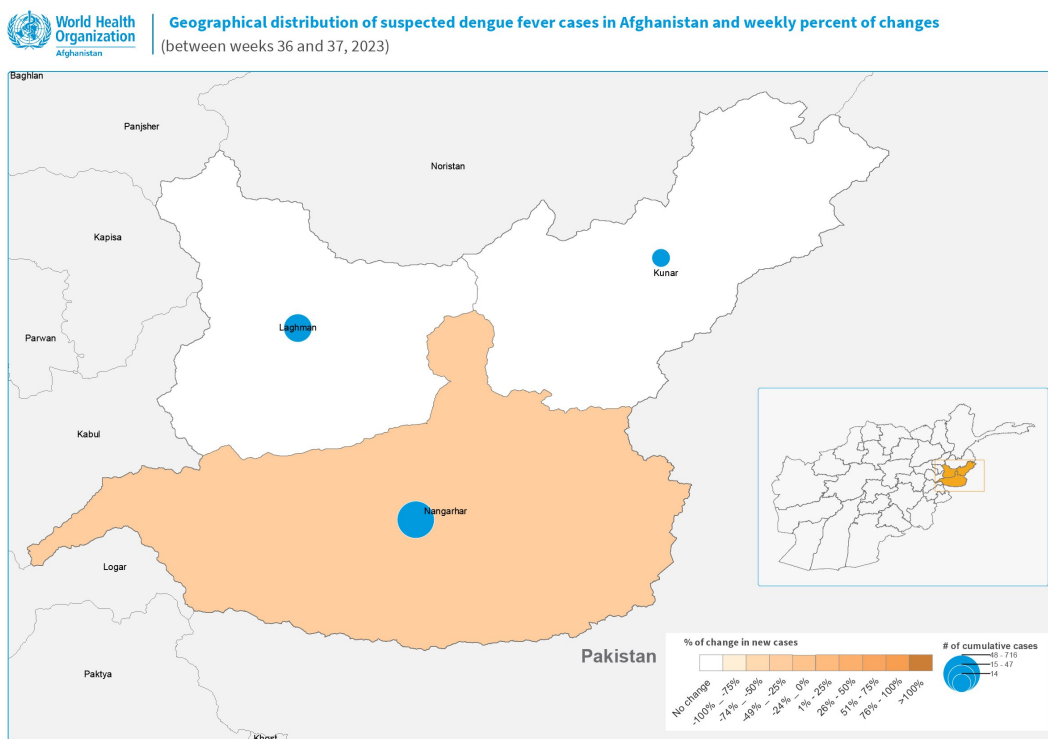 World Health
Organization
Afghanistan
Geographical distribution of suspected dengue fever cases in Afghanistan and weekly percent of changes
(between weeks 36 and 37, 2023)
Baghlan
Panjsher
Noristan
Kapisa
Kunar
Laghman
Parwan
Kabul
Nangarhar
Logar
Pakistan
Paktya
Khost
% of change in new cases
No change
-100% _ -75%
-74% _ -50%
-49% _ -25%
-24% _ 0%
1% - 25%
26% - 50%
51% - 75%
76% - 100%
>100%
# of cumulative cases
48 - 716
15 - 47
14